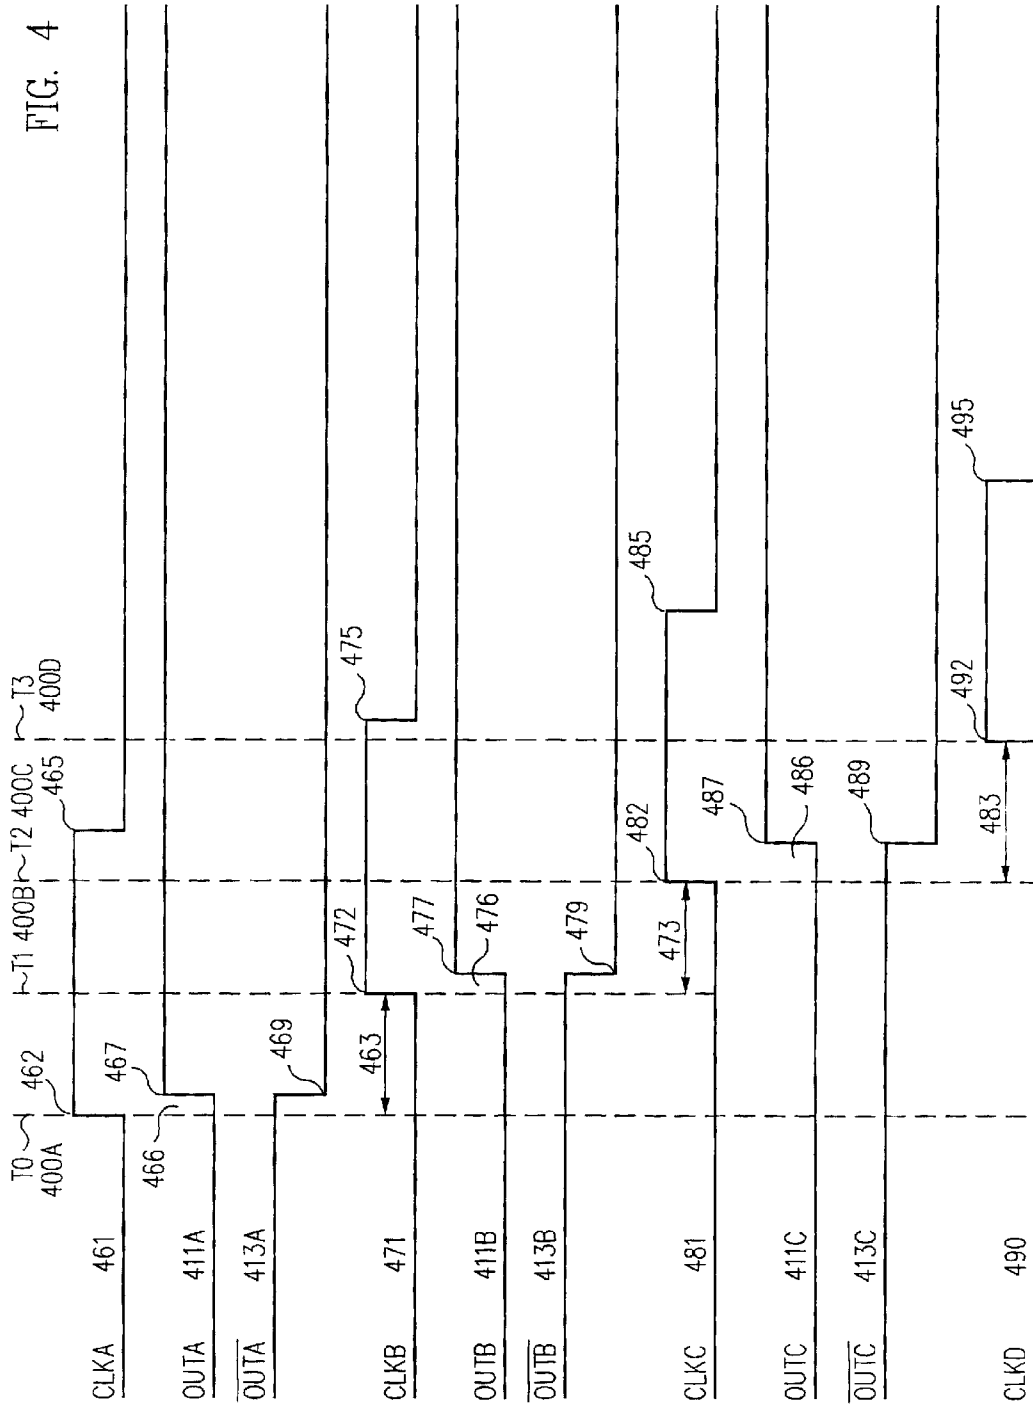 FIG. 4
T0 400A
T1 400B
T2 400C
T3 400D
CLKA 461
462
465
OUTA 411A
466
467
OUTA 413A
469
CLKB 471
463
472
475
OUTB 411B
477
476
OUTB 413B
479
CLKC 481
473
482
485
OUTC 411C
487
486
OUTC 413C
489
CLKD 490
483
492
495